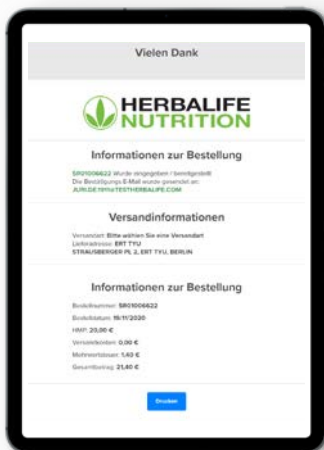 Vielen Dank
HERBALIFE
NUTRITION
Informationen zur Bestellung
SR01006622 Wurde eingegeben / bereitgestellt
Die Bestätigungs E-Mail wurde gesendet an:
Versandinformationen
Versandart: Bitte wählen Sie eine Versandart
Lieferadresse: ERT TYU
STRAUSBERGER PL 2, ERT TYU, BERLIN
Informationen zur Bestellung
Bestellnummer: SR01006622
Bestelldatum: 19/11/2020
HMP: 20,00 €
Versandkosten: 0,00 €
Mehrwertsteuer: 1,40 €
Gesamtbetrag: 21,40 €
Drucken